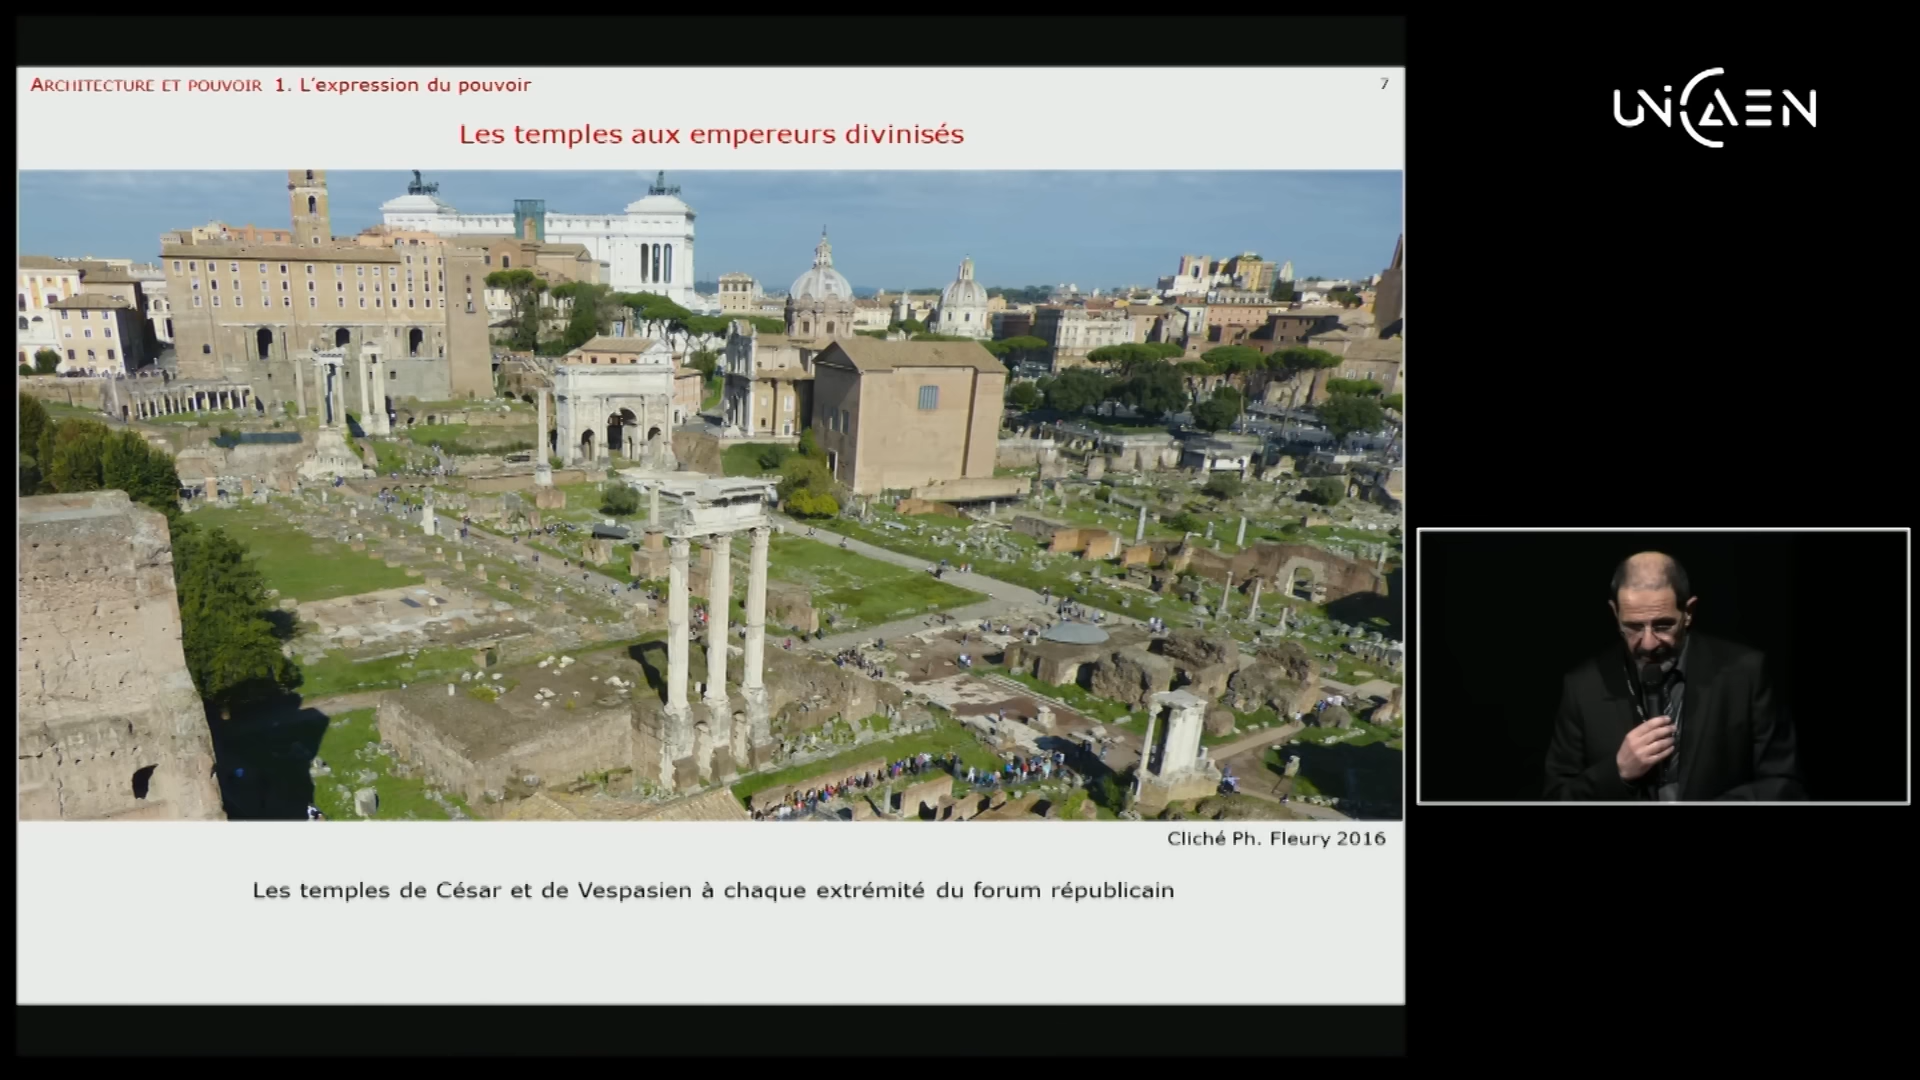 ARCHITECTURE ET POUVOIR 1. L'expression du pouvoir
7
Les temples aux empereurs divinisés
Cliché Ph. Fleury 2016
Les temples de César et de Vespasien à chaque extrémité du forum républicain
UNICAEN